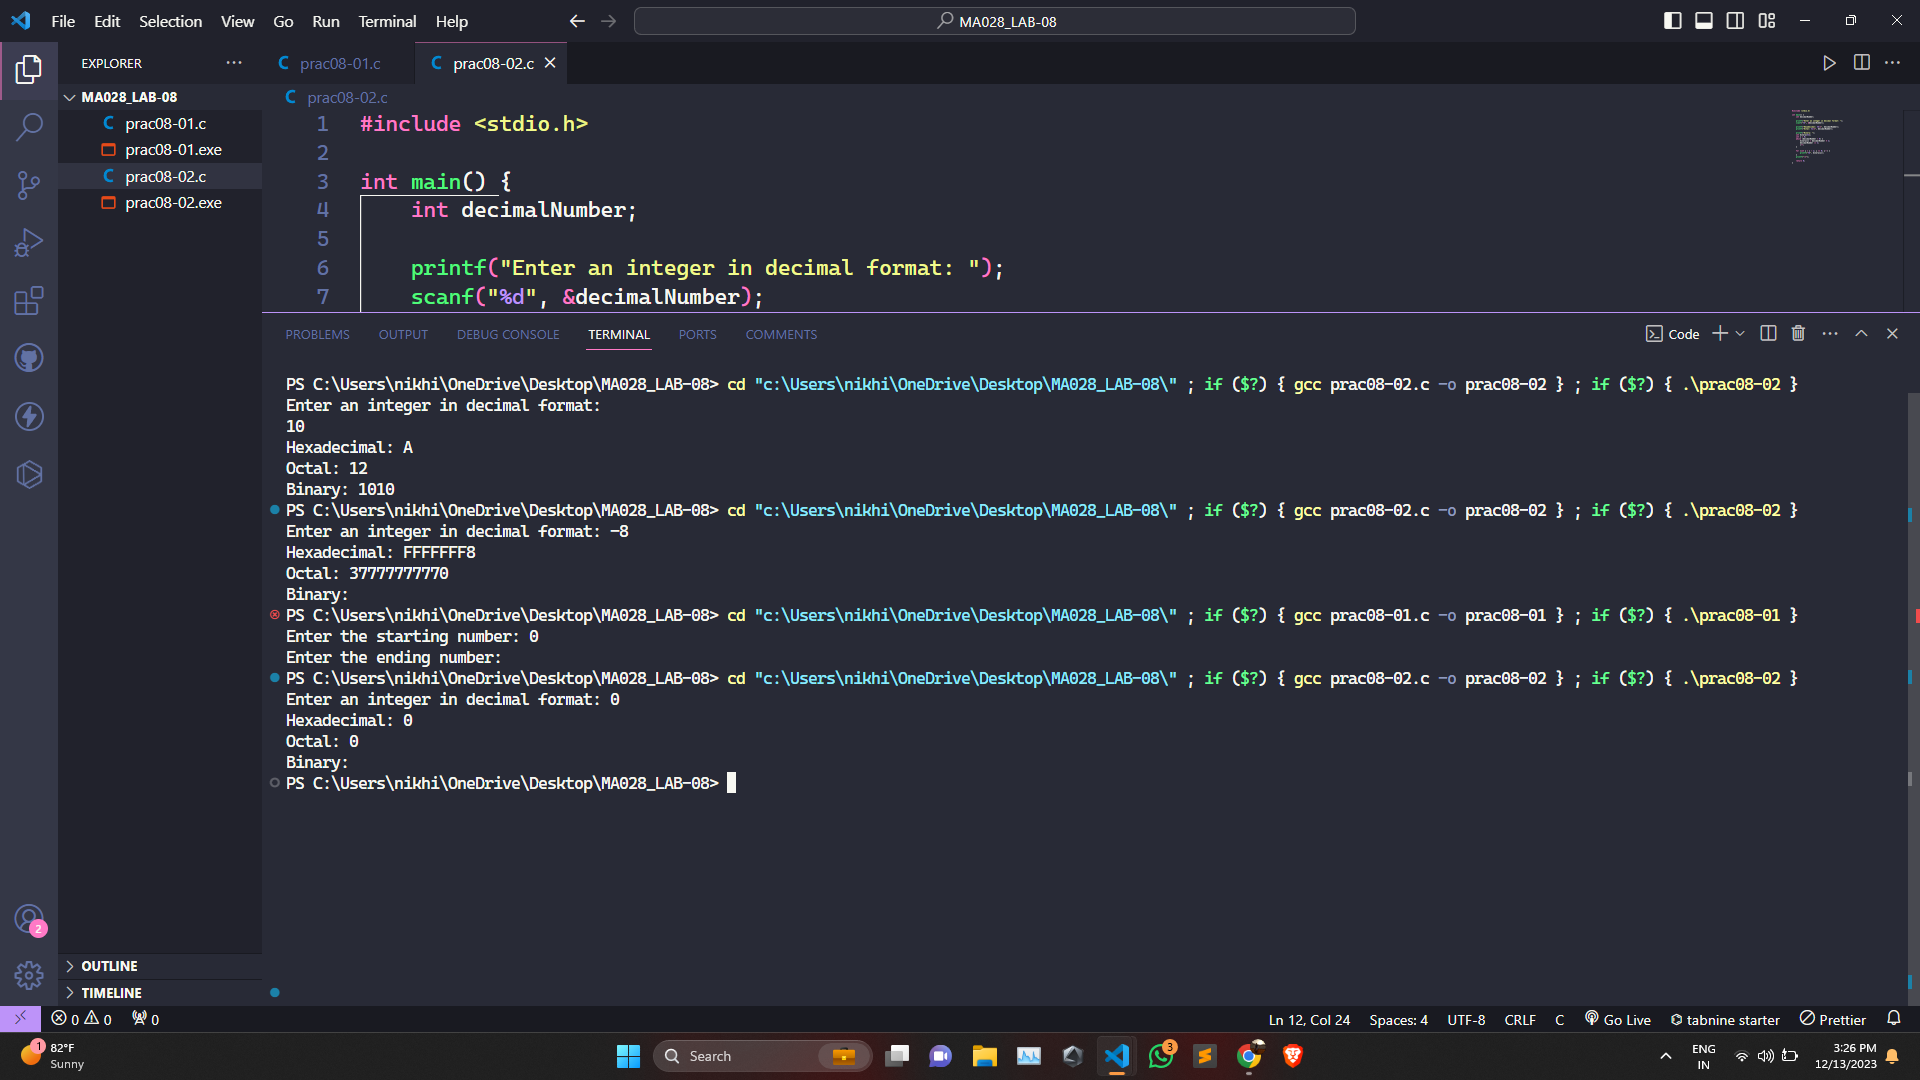 File Edit Selection View Go Run Terminal Help
MA028_LAB-08
EXPLORER
prac08-01.c
prac08-02.c
MA028_LAB-08
prac08-01.c
prac08-01.exe
prac08-02.c
prac08-02.exe
OUTLINE
TIMELINE
C prac08-02.c
1 #include <stdio.h>
2
3 int main() {
4 int decimalNumber;
5
6 printf("Enter an integer in decimal format: ");
7 scanf("%d", &decimalNumber);
PROBLEMS OUTPUT DEBUG CONSOLE TERMINAL PORTS COMMENTS
Code
PS C:\Users\nikhi\OneDrive\Desktop\MA028_LAB-08> cd "c:\Users\nikhi\OneDrive\Desktop\MA028_LAB-08\" ; if ($?) { gcc prac08-02.c -o prac08-02 } ; if ($?) { .\prac08-02 }
Enter an integer in decimal format:
10
Hexadecimal: A
Octal: 12
Binary: 1010
PS C:\Users\nikhi\OneDrive\Desktop\MA028_LAB-08> cd "c:\Users\nikhi\OneDrive\Desktop\MA028_LAB-08\" ; if ($?) { gcc prac08-02.c -o prac08-02 } ; if ($?) { .\prac08-02 }
Enter an integer in decimal format: -8
Hexadecimal: FFFFFFF8
Octal: 37777777770
Binary:
PS C:\Users\nikhi\OneDrive\Desktop\MA028_LAB-08> cd "c:\Users\nikhi\OneDrive\Desktop\MA028_LAB-08\" ; if ($?) { gcc prac08-01.c -o prac08-01 } ; if ($?) { .\prac08-01 }
Enter the starting number: 0
Enter the ending number:
PS C:\Users\nikhi\OneDrive\Desktop\MA028_LAB-08> cd "c:\Users\nikhi\OneDrive\Desktop\MA028_LAB-08\" ; if ($?) { gcc prac08-02.c -o prac08-02 } ; if ($?) { .\prac08-02 }
Enter an integer in decimal format: 0
Hexadecimal: 0
Octal: 0
Binary:
PS C:\Users\nikhi\OneDrive\Desktop\MA028_LAB-08>
2
0 0 0
Ln 12, Col 24 Spaces: 4 UTF-8 CRLF C Go Live tabnine starter Prettier
1
82°F
Sunny
Search
3
ENG
IN
3:26 PM
12/13/2023